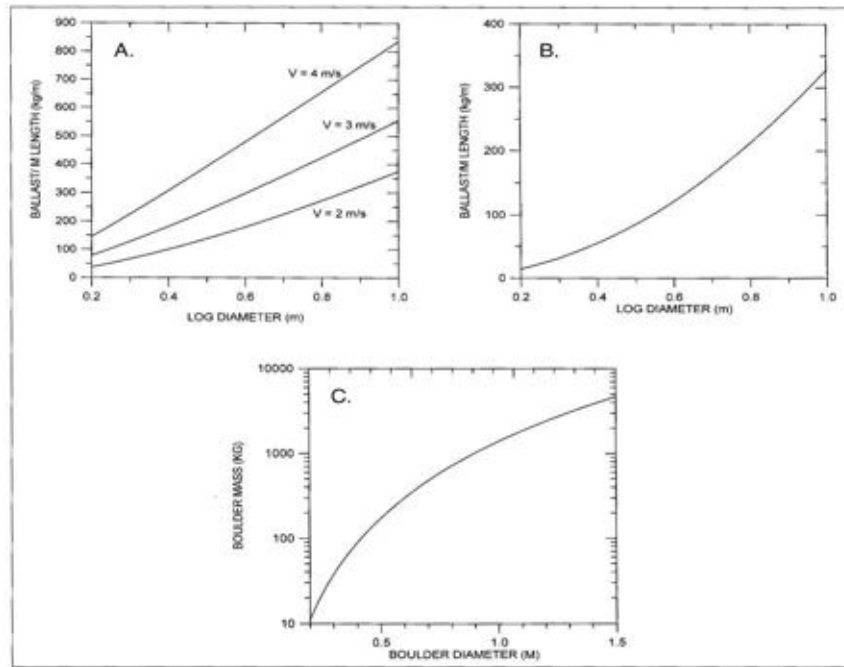 A.
BALLAST/ M LENGTH (kg/m)
900
800
700
600
500
400
300
200
100
0
V = 4 m/s
V = 3 m/s
V = 2 m/s
0.2
0.4
0.6
0.8
1.0
LOG DIAMETER (m)
B.
BALLAST/M LENGTH (kg/m)
400
300
200
100
0
0.2
0.4
0.6
0.8
1.0
LOG DIAMETER (m)
C.
BOULDER MASS (KG)
10000
1000
100
10
0.5
1.0
1.5
BOULDER DIAMETER (M)